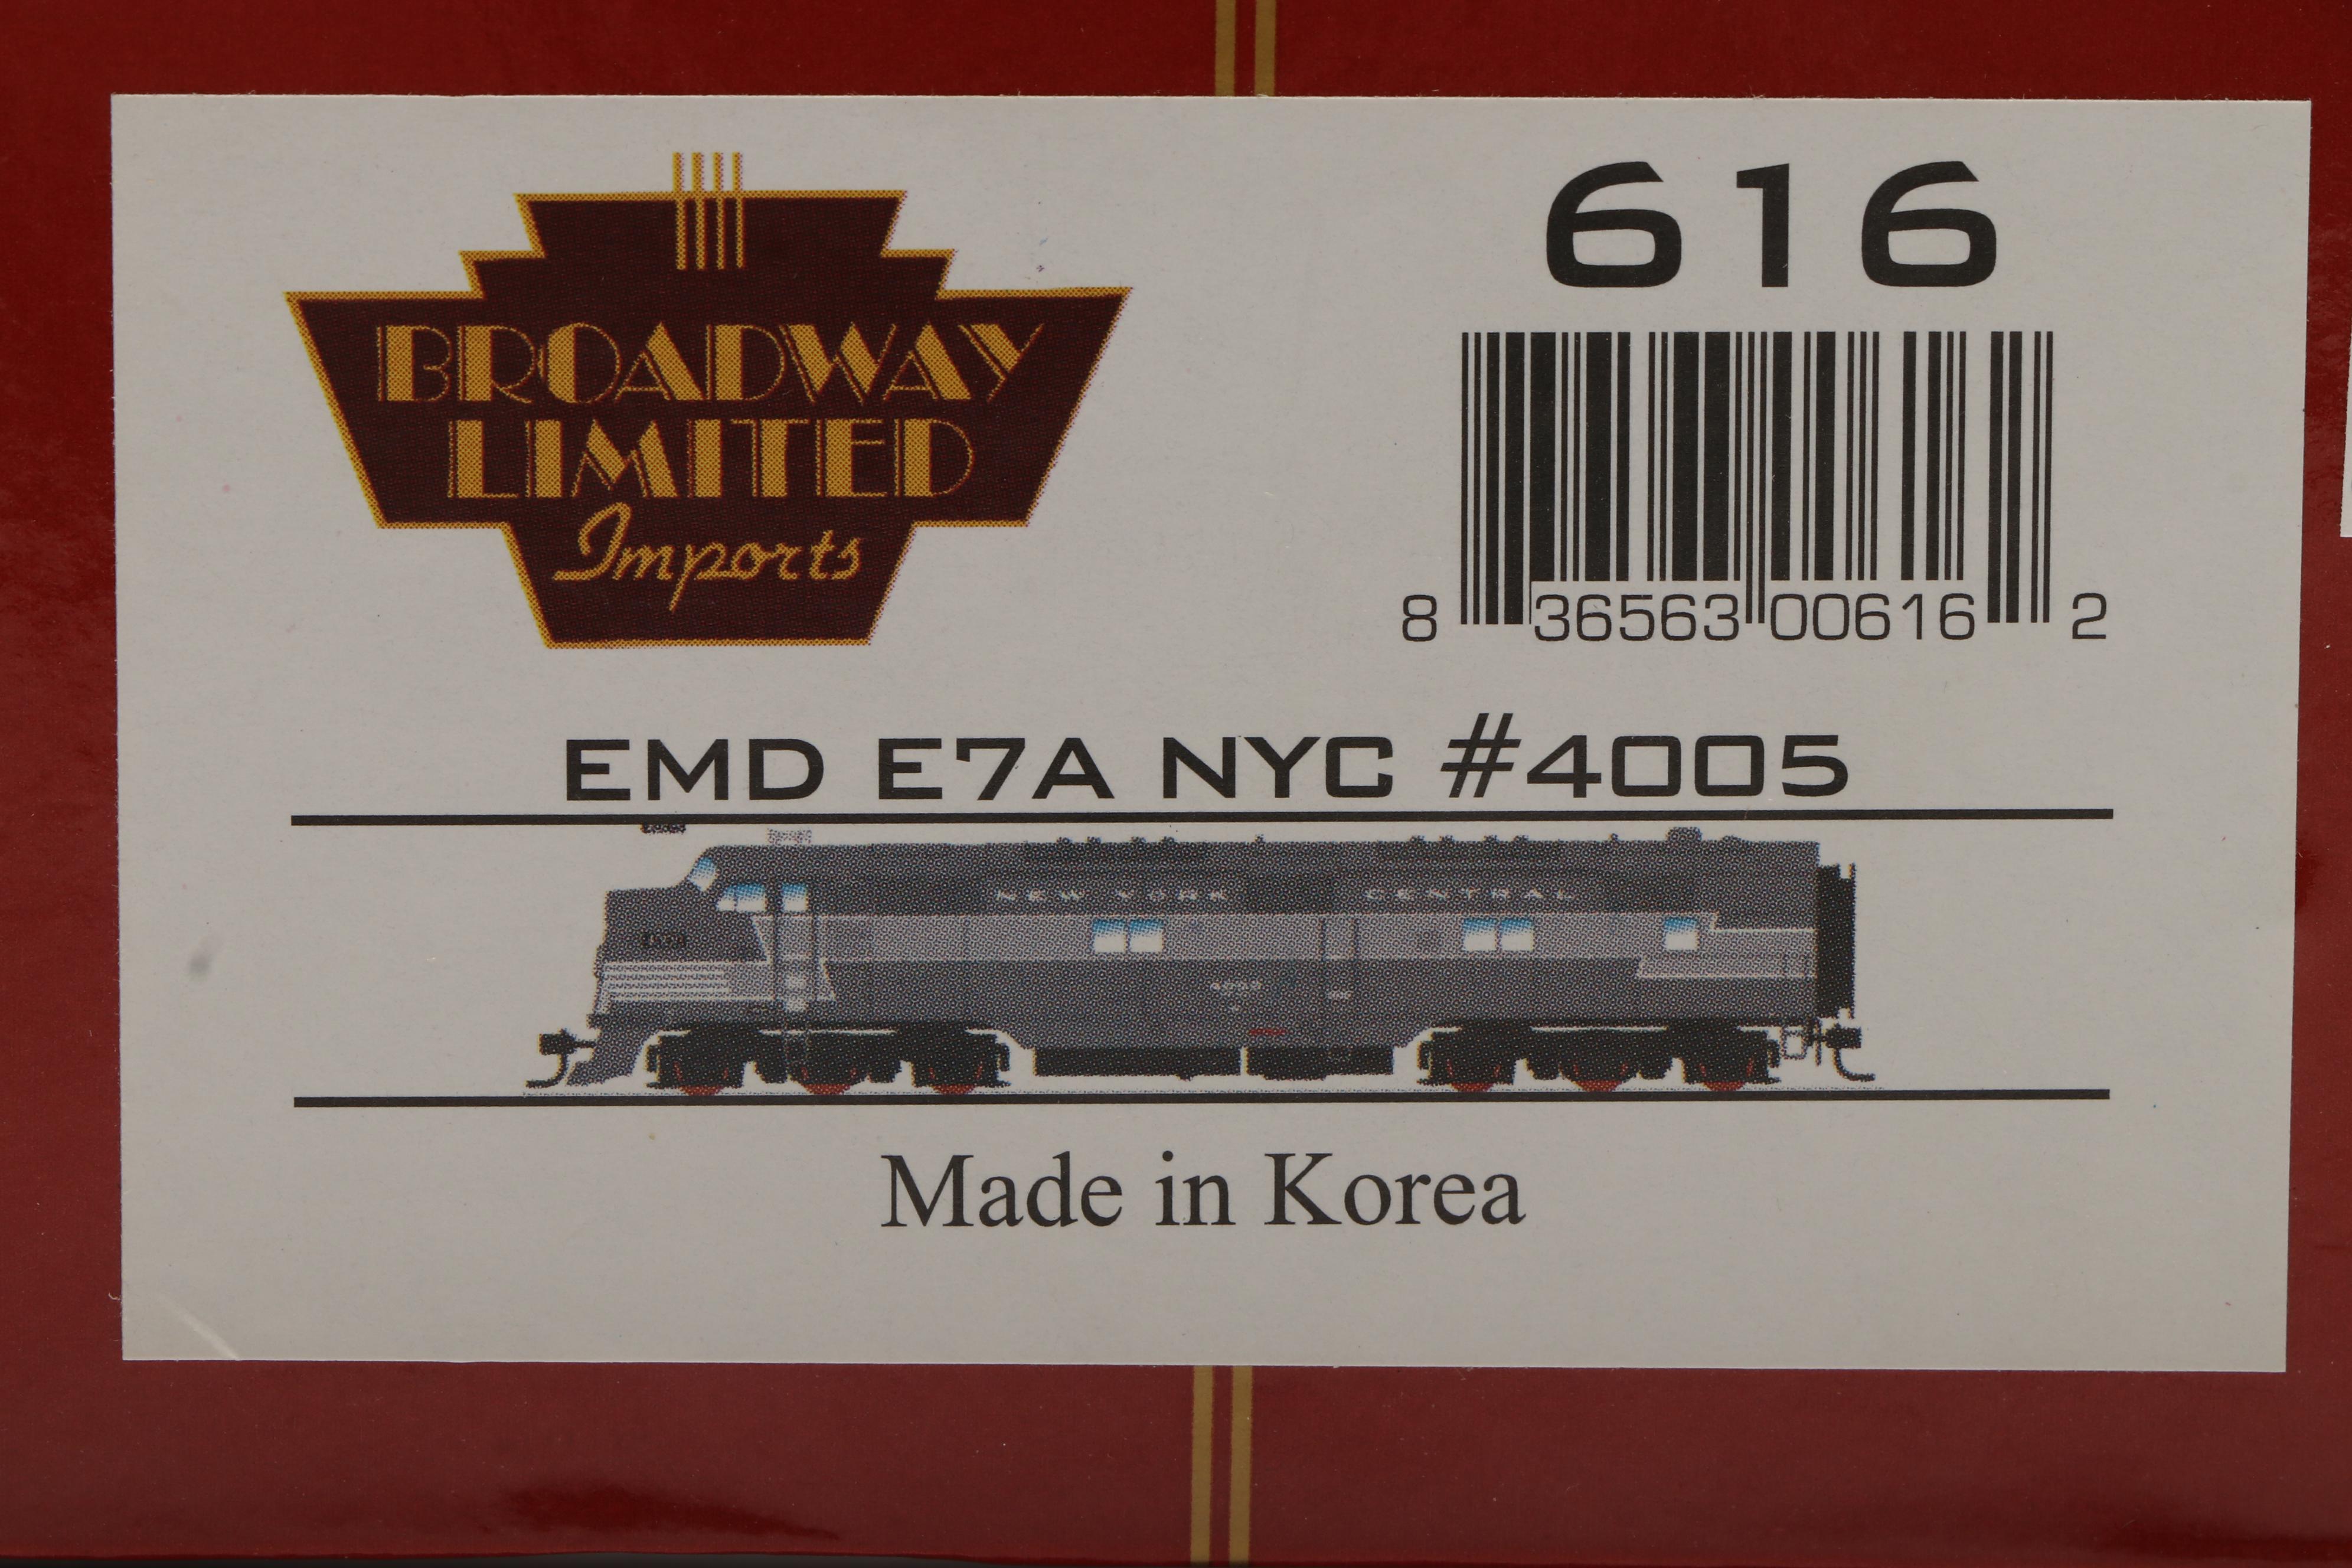 BROADWAY
LIMITED
Imports
616
8 36563 00616 2
EMD E7A NYC #4005
NEW YORK CENTRAL
Made in Korea